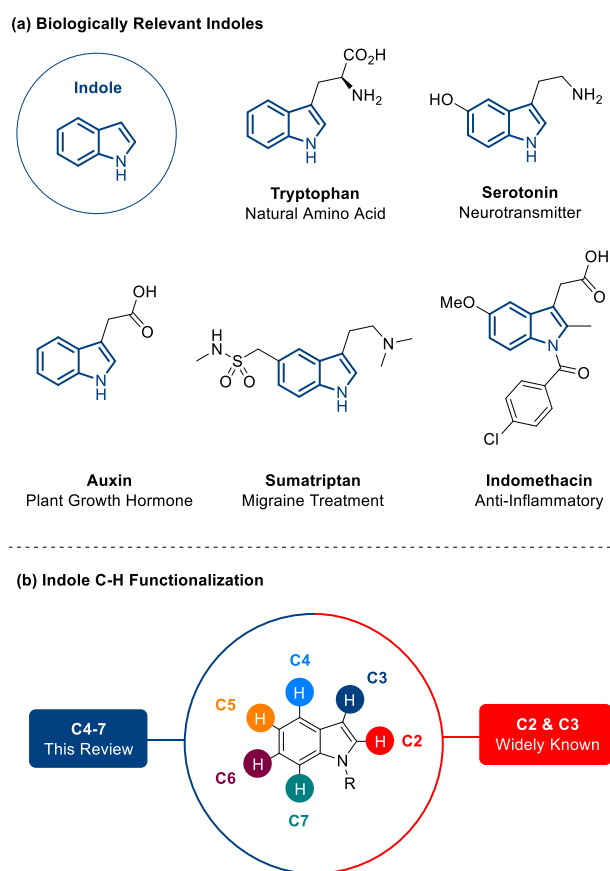 (a) Biologically Relevant Indoles
Indole
N
H
CO2H
NH2
N
H
Tryptophan
Natural Amino Acid
HO
NH2
N
H
Serotonin
Neurotransmitter
OH
O
N
H
Auxin
Plant Growth Hormone
H
N
S
O O
N
N
H
Sumatriptan
Migraine Treatment
OH
O
MeO
N
O
Cl
Indomethacin
Anti-Inflammatory
(b) Indole C-H Functionalization
C4-7
This Review
C4
H
C3
H
C5
H
C2
H
C6
H
C7
H
N
R
C2 & C3
Widely Known